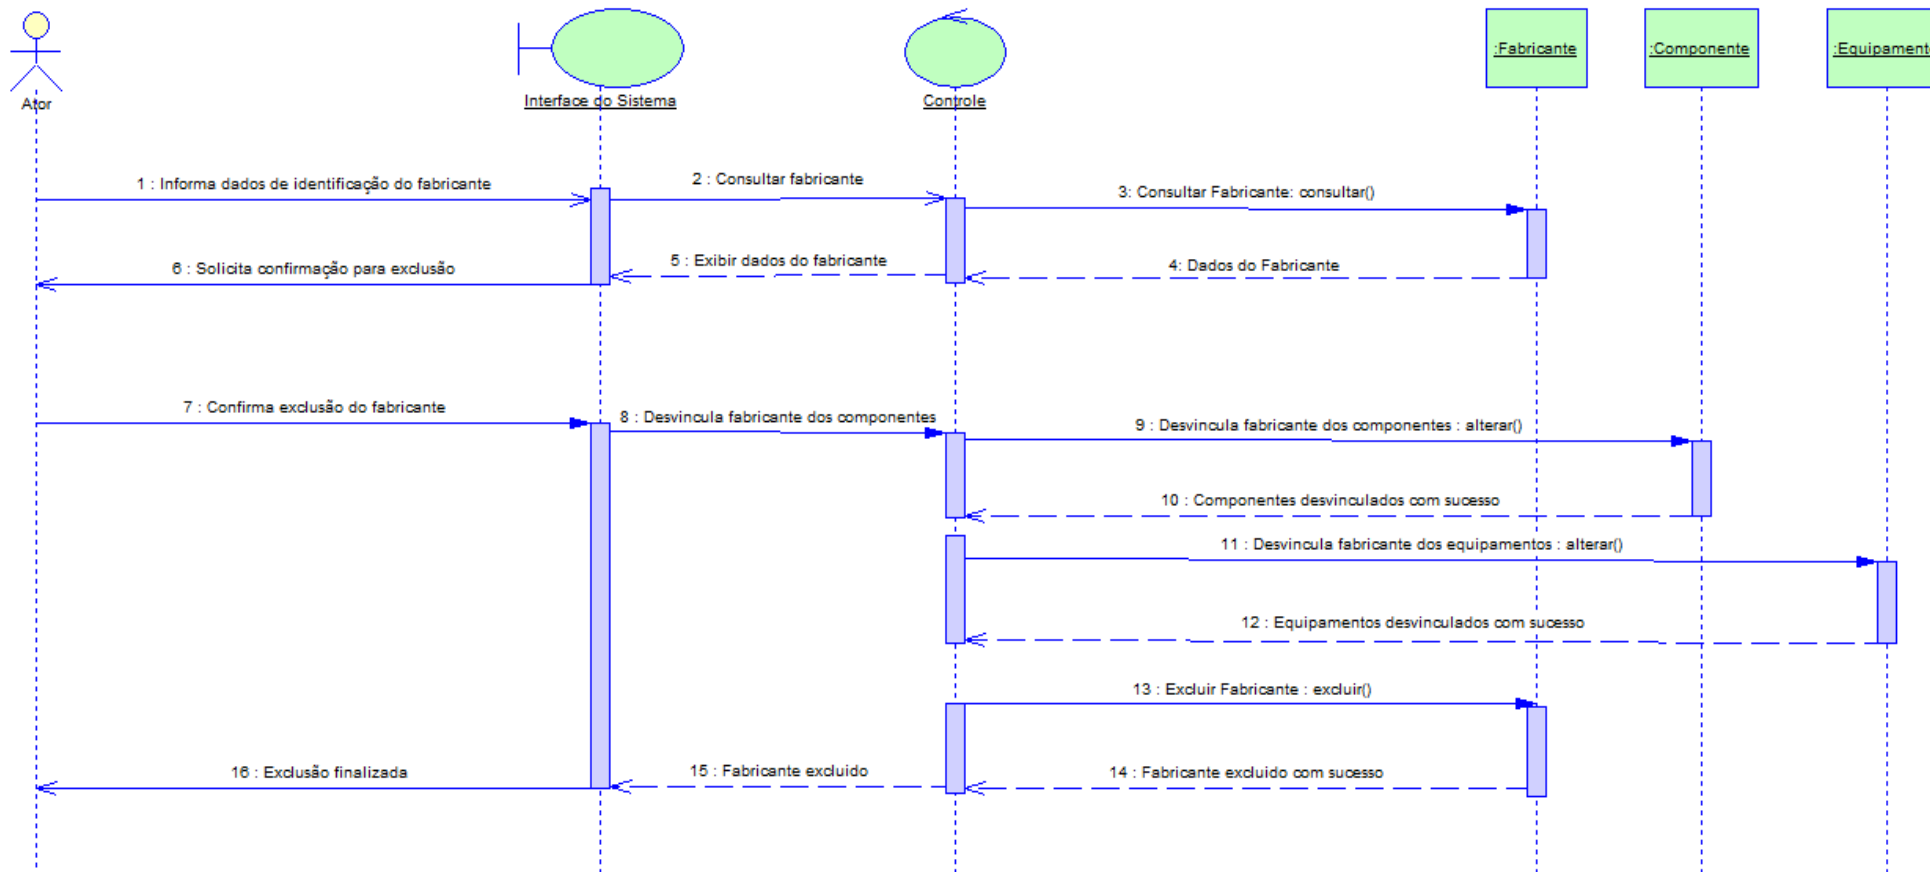 :Fabricante
:Componente
:Equipament
Ator
Interface do Sistema
Controle
1 : Informa dados de identificação do fabricante
2 : Consultar fabricante
3: Consultar Fabricante: consultar()
6 : Solicita confirmação para exclusão
5 : Exibir dados do fabricante
4: Dados do Fabricante
7 : Confirma exclusão do fabricante
8 : Desvincula fabricante dos componentes
9 : Desvincula fabricante dos componentes : alterar()
10 : Componentes desvinculados com sucesso
11 : Desvincula fabricante dos equipamentos : alterar()
12 : Equipamentos desvinculados com sucesso
13 : Excluir Fabricante : excluir()
16 : Exclusão finalizada
15 : Fabricante excluido
14 : Fabricante excluido com sucesso